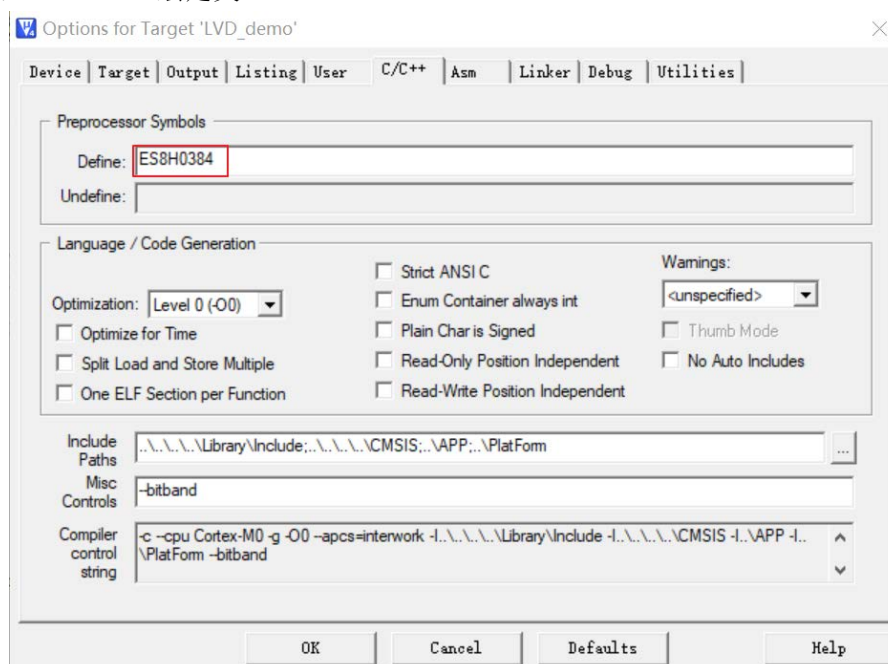 Options for Target 'LVD_demo'
Device Target Output Listing User C/C++ Asm Linker Debug Utilities
Preprocessor Symbols
Define: ES8H0384
Undefine:
Language / Code Generation
Strict ANSI C
Warnings:
Optimization: Level 0 (-O0)
Enum Container always int
<unspecified>
Optimize for Time
Plain Char is Signed
Thumb Mode
Split Load and Store Multiple
Read-Only Position Independent
No Auto Includes
One ELF Section per Function
Read-Write Position Independent
Include Paths
..\..\..\..\Library\Include;..\..\..\..\CMSIS;..\APP;..\PlatForm
...
Misc Controls
--bitband
Compiler control string
-c --cpu Cortex-M0 -g -O0 --apcs=interwork -I..\..\..\..\Library\Include -I..\..\..\..\CMSIS -I..\APP -I..
\PlatForm --bitband
OK Cancel Defaults Help